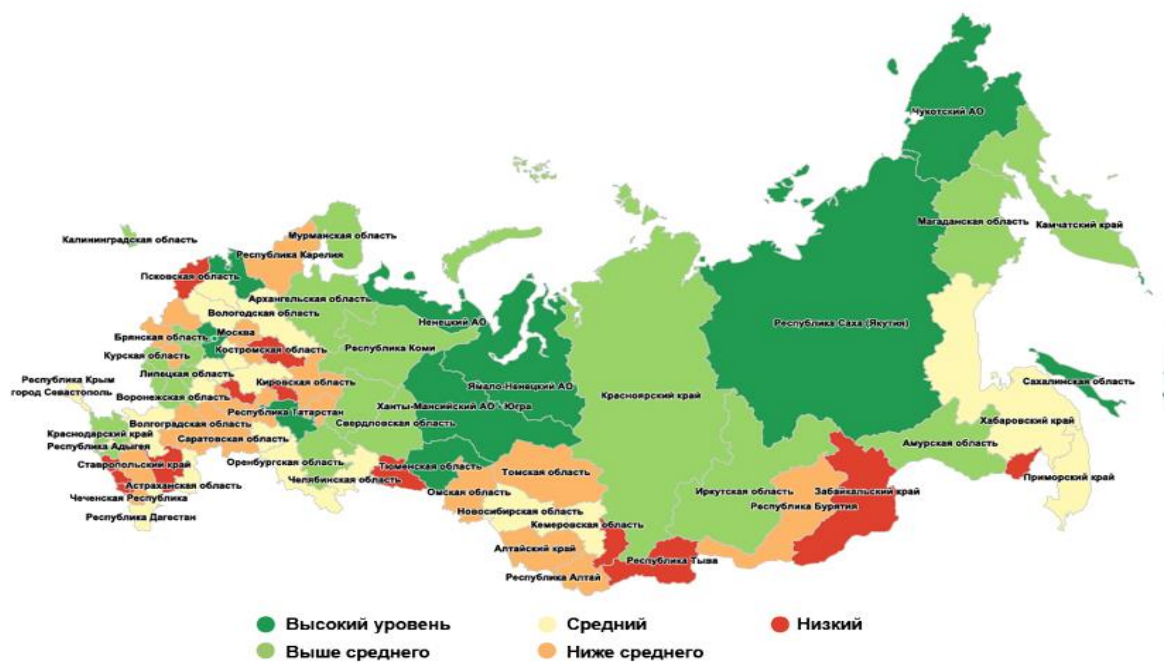 Чукотский АО
Магаданская область
Камчатский край
Калининградская область
Мурманская область
Республика Карелия
Псковская область
Архангельская область
Вологодская область
Ненецкий АО
Республика Саха (Якутия)
Москва
Брянская область
Костромская область
Республика Коми
Курская область
Липецкая область
Республика Крым
город Севастополь
Кировская область
Ямало-Ненецкий АО
Сахалинская область
Воронежская область
Красноярский край
Ханты-Мансийский АО - Югра
Республика Татарстан
Волгоградская область
Свердловская область
Хабаровский край
Краснодарский край
Саратовская область
Амурская область
Республика Адыгея
Ставропольский край
Оренбургская область
Тюменская область
Томская область
Челябинская область
Приморский край
Астраханская область
Омская область
Иркутская область
Забайкальский край
Чеченская Республика
Республика Бурятия
Новосибирская область
Республика Дагестан
Кемеровская область
Алтайский край
Республика Тыва
Республика Алтай
Высокий уровень
Средний
Низкий
Выше среднего
Ниже среднего